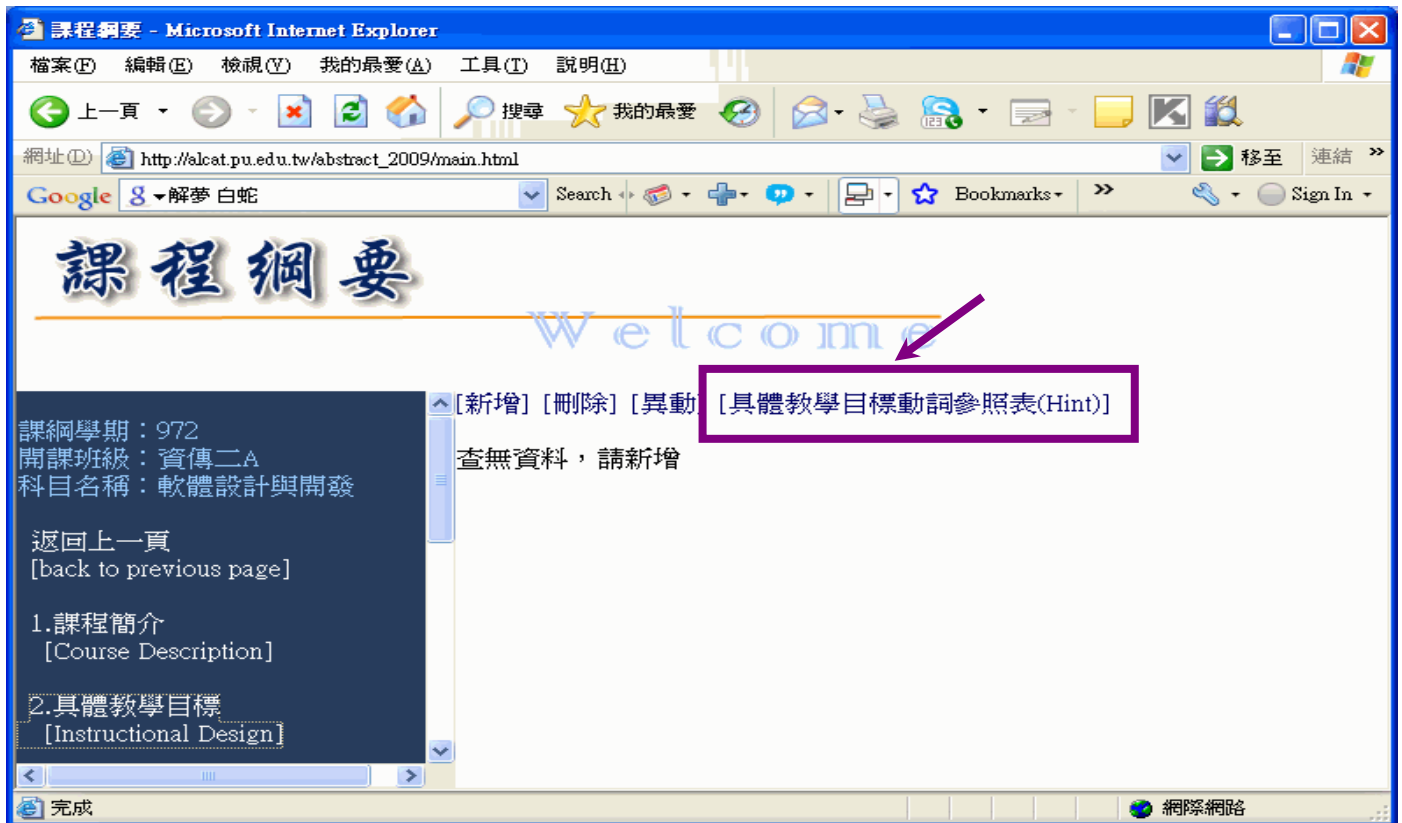 課程綱要 - Microsoft Internet Explorer
檔案(F) 編輯(E) 檢視(V) 我的最愛(A) 工具(T) 說明(H)
上一頁 搜尋 我的最愛
網址(D) http://alcat.pu.edu.tw/abstract_2009/main.html 移至 連結 »
Google 解夢 白蛇 Search Bookmarks » Sign In
課程綱要
Welcome
[新增] [刪除] [異動] [具體教學目標動詞參照表(Hint)]
查無資料，請新增
課綱學期：972
開課班級：資傳二A
科目名稱：軟體設計與開發
返回上一頁
[back to previous page]
1.課程簡介
[Course Description]
2.具體教學目標
[Instructional Design]
完成 網際網路